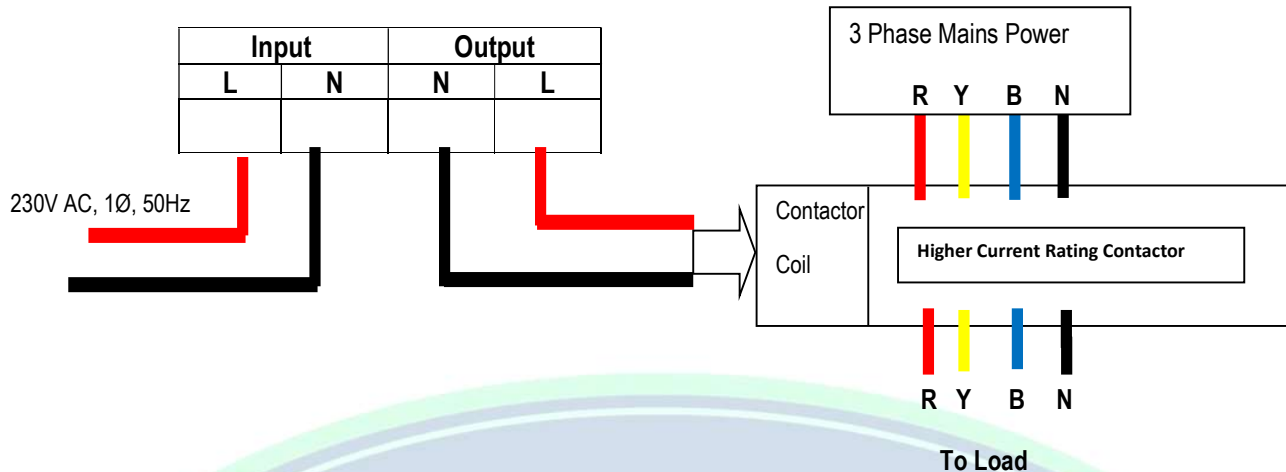 Input Output
L N N L
230V AC, 1Ø, 50Hz
3 Phase Mains Power
R Y B N
Contactor
Coil
Higher Current Rating Contactor
R Y B N
To Load